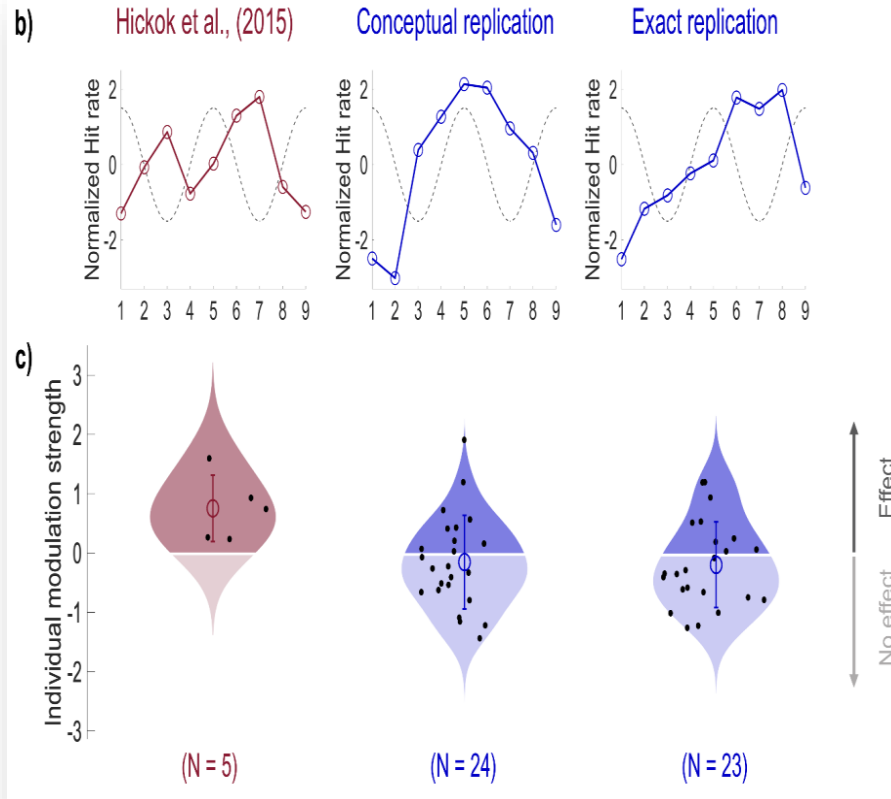 b)
Hickok et al., (2015)
Conceptual replication
Exact replication
Normalized Hit rate
2
0
-2
1 2 3 4 5 6 7 8 9
Normalized Hit rate
2
0
-2
1 2 3 4 5 6 7 8 9
Normalized Hit rate
2
0
-2
1 2 3 4 5 6 7 8 9
c)
Individual modulation strength
3
2
1
0
-1
-2
-3
Effect
No effect
(N = 5)
(N = 24)
(N = 23)